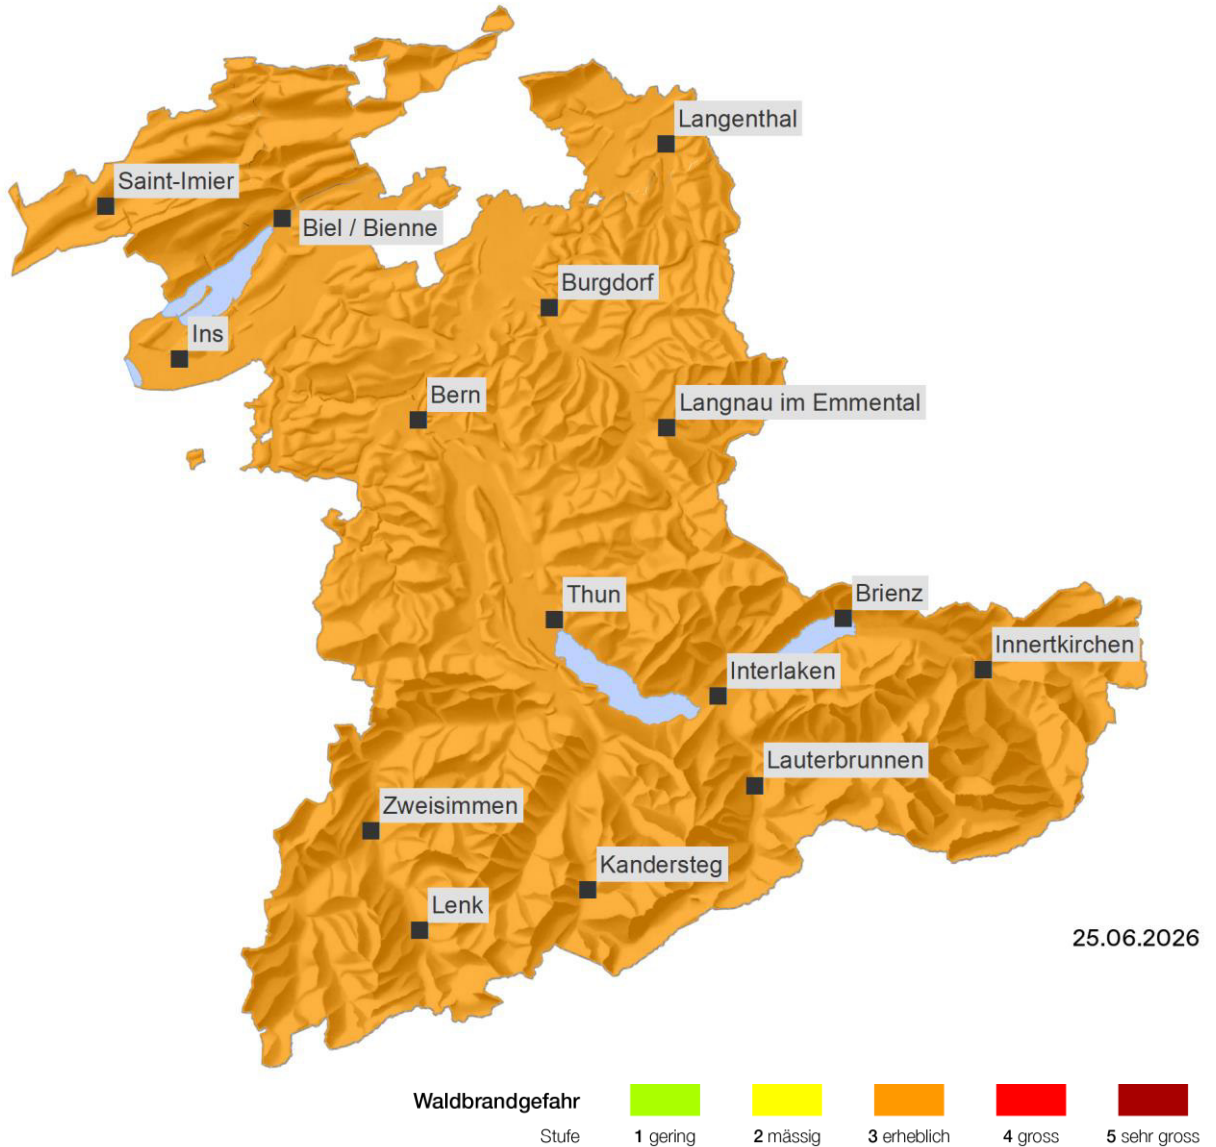 Langenthal
Saint-Imier
Biel / Bienne
Burgdorf
Ins
Bern
Langnau im Emmental
Thun
Brienz
Innertkirchen
Interlaken
Lauterbrunnen
Zweisimmen
Kandersteg
Lenk
25.06.2026
Waldbrandgefahr
Stufe 1 gering 2 mässig 3 erheblich 4 gross 5 sehr gross